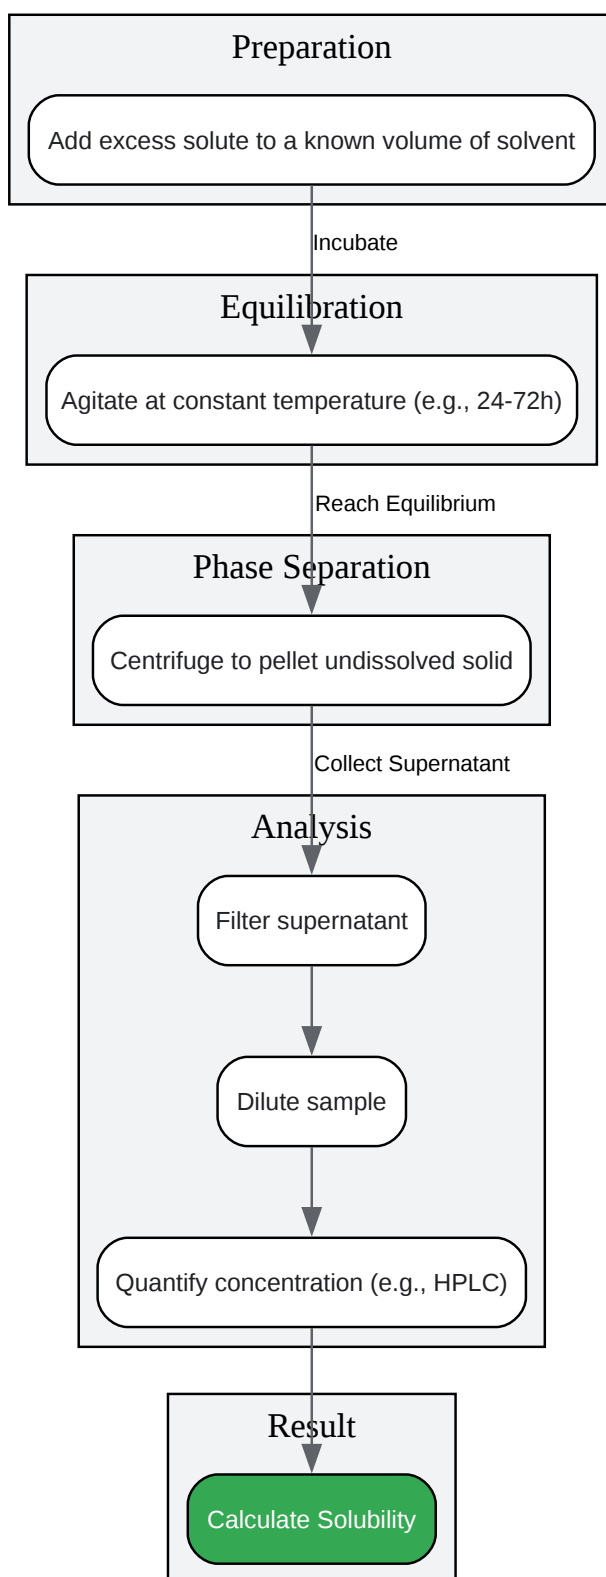 Preparation
Add excess solute to a known volume of solvent
Incubate
Equilibration
Agitate at constant temperature (e.g., 24-72h)
Reach Equilibrium
Phase Separation
Centrifuge to pellet undissolved solid
Collect Supernatant
Analysis
Filter supernatant
Dilute sample
Quantify concentration (e.g., HPLC)
Result
Calculate Solubility